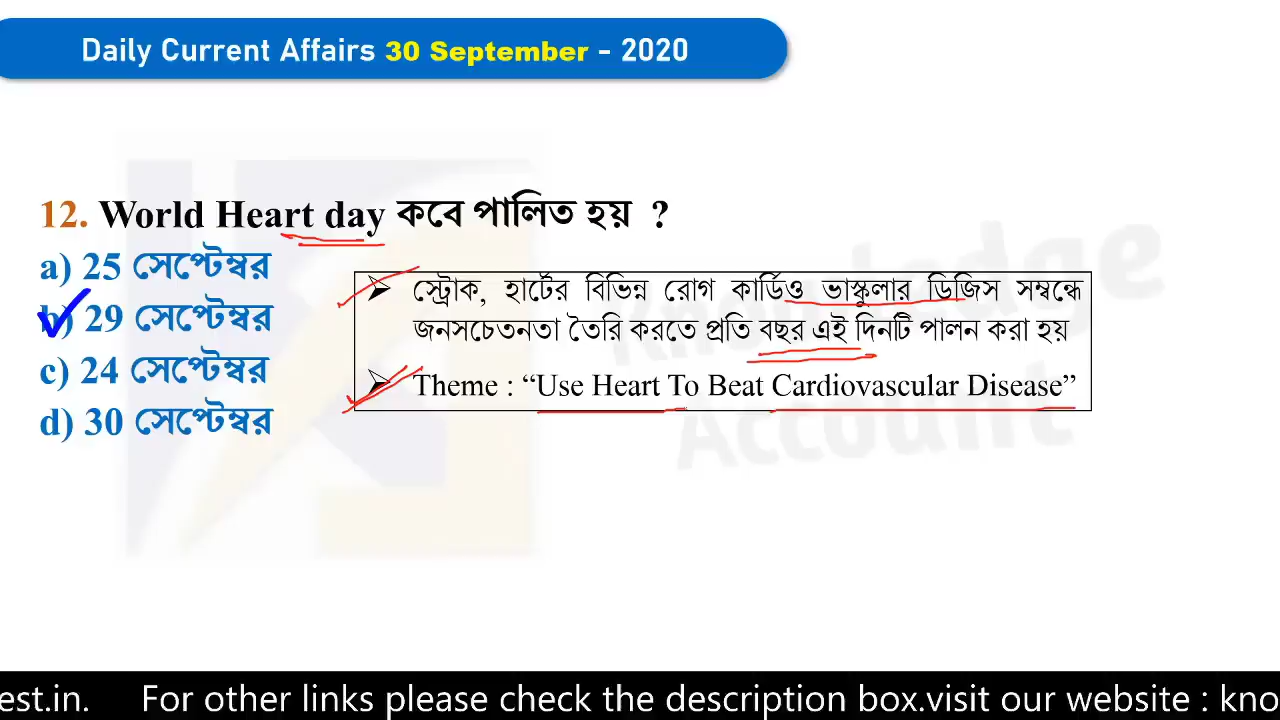 Daily Current Affairs 30 September - 2020
12. World Heart day কবে পালিত হয় ?
a) 25 সেপ্টেম্বর
b) 29 সেপ্টেম্বর
c) 24 সেপ্টেম্বর
d) 30 সেপ্টেম্বর
➢ স্ট্রোক, হার্টের বিভিন্ন রোগ কার্ডিও ভাস্কুলার ডিজিস সম্বন্ধে
জনসচেতনতা তৈরি করতে প্রতি বছর এই দিনটি পালন করা হয়
➢ Theme : “Use Heart To Beat Cardiovascular Disease”
Knowledge
Account
est.in. For other links please check the description box.visit our website : kno